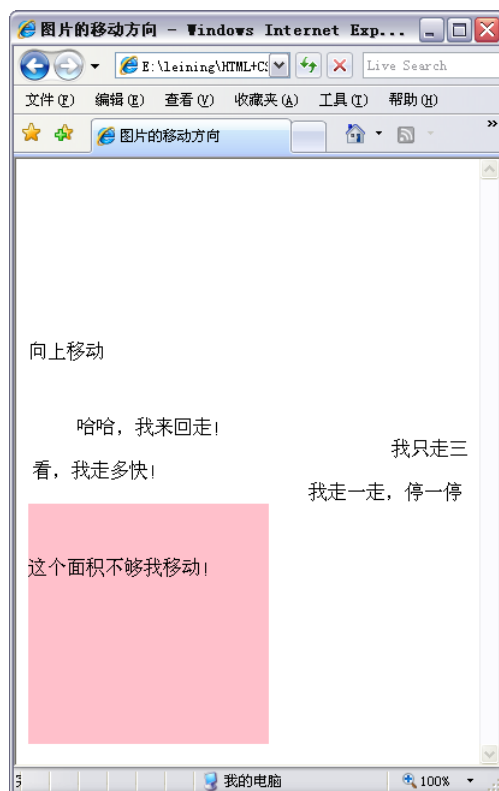 图片的移动方向 - Windows Internet Exp...
E:\leining\HTML+CS
Live Search
文件(F) 编辑(E) 查看(V) 收藏夹(A) 工具(T) 帮助(H)
图片的移动方向
»
向上移动
哈哈，我来回走！
我只走三
看，我走多快！
我走一走，停一停
这个面积不够我移动！
我的电脑 100%